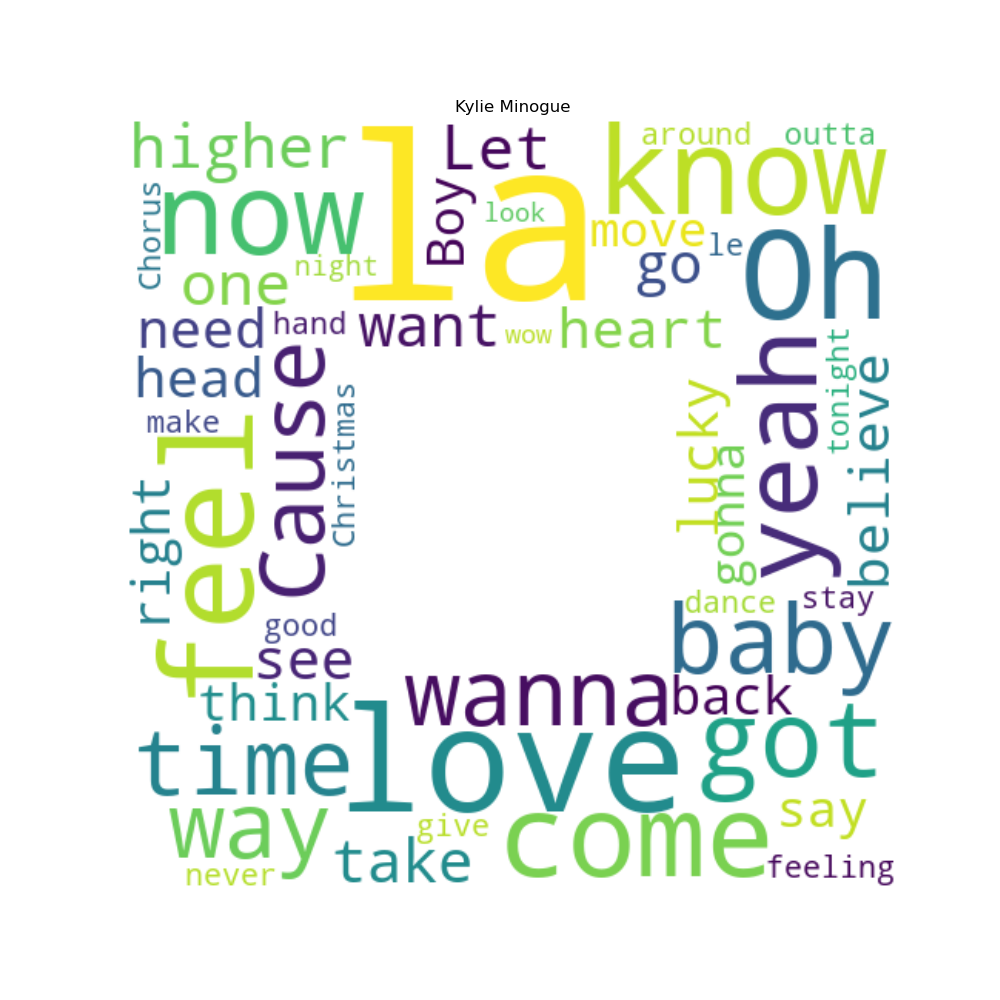 Kylie Minogue
higher
la
Let
know
around
outta
Chorus
now
Boy
look
move
le
Oh
one
night
go
need
hand
want
wow
heart
head
Cause
yeah
tonight
believe
make
feel
Christmas
lucky
gonna
right
dance
stay
good
baby
see
think
wanna
back
time
love
got
way
give
come
say
never
take
feeling